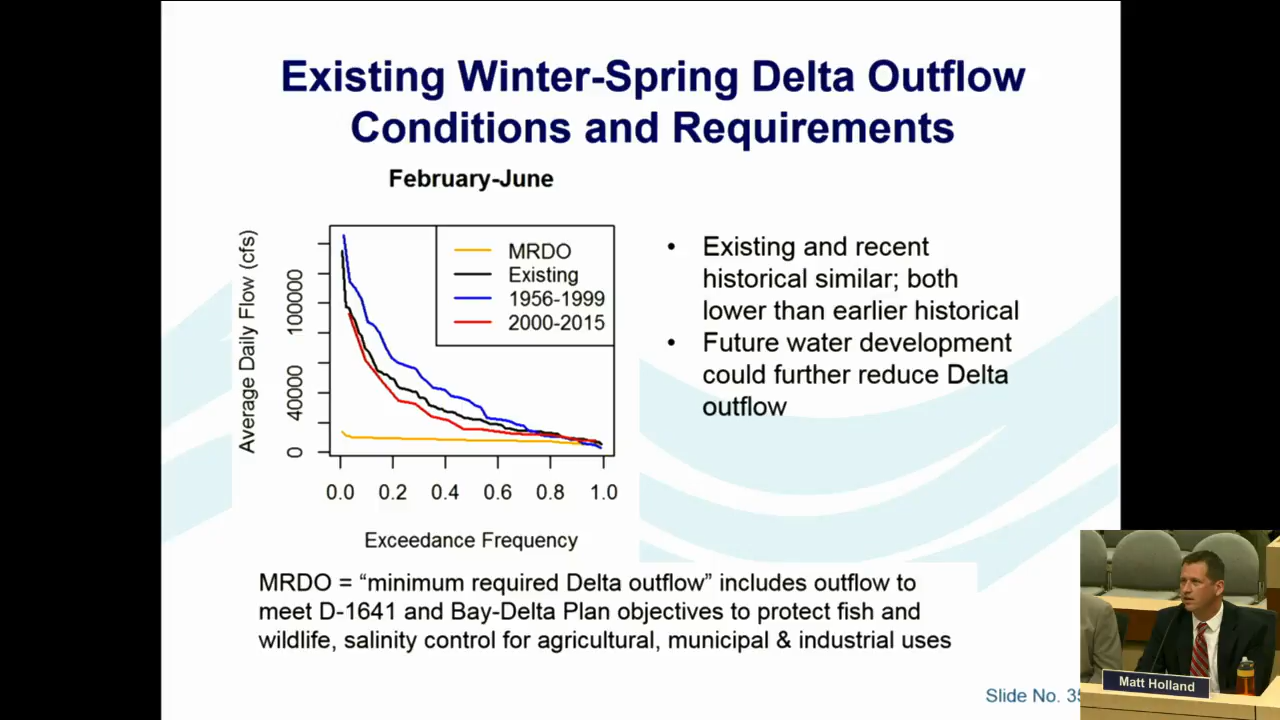 Existing Winter-Spring Delta Outflow
Conditions and Requirements
February-June
Average Daily Flow (cfs)
100000
40000
0
MRDO
Existing
1956-1999
2000-2015
0.0 0.2 0.4 0.6 0.8 1.0
Exceedance Frequency
• Existing and recent
historical similar; both
lower than earlier historical
• Future water development
could further reduce Delta
outflow
MRDO = “minimum required Delta outflow” includes outflow to
meet D-1641 and Bay-Delta Plan objectives to protect fish and
wildlife, salinity control for agricultural, municipal & industrial uses
Slide No.
Matt Holland